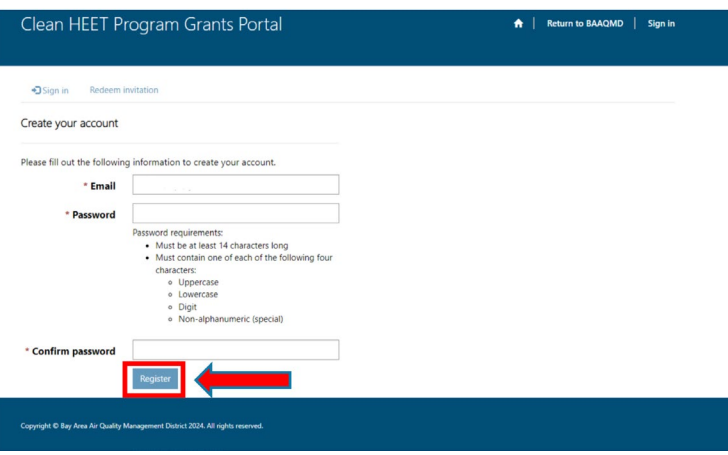 Clean HEET Program Grants Portal
Return to BAAQMD | Sign in
Sign in Redeem invitation
Create your account
Please fill out the following information to create your account.
* Email
* Password
Password requirements:
• Must be at least 14 characters long
• Must contain one of each of the following four
characters:
o Uppercase
o Lowercase
o Digit
o Non-alphanumeric (special)
* Confirm password
Register
Copyright © Bay Area Air Quality Management District 2024. All rights reserved.